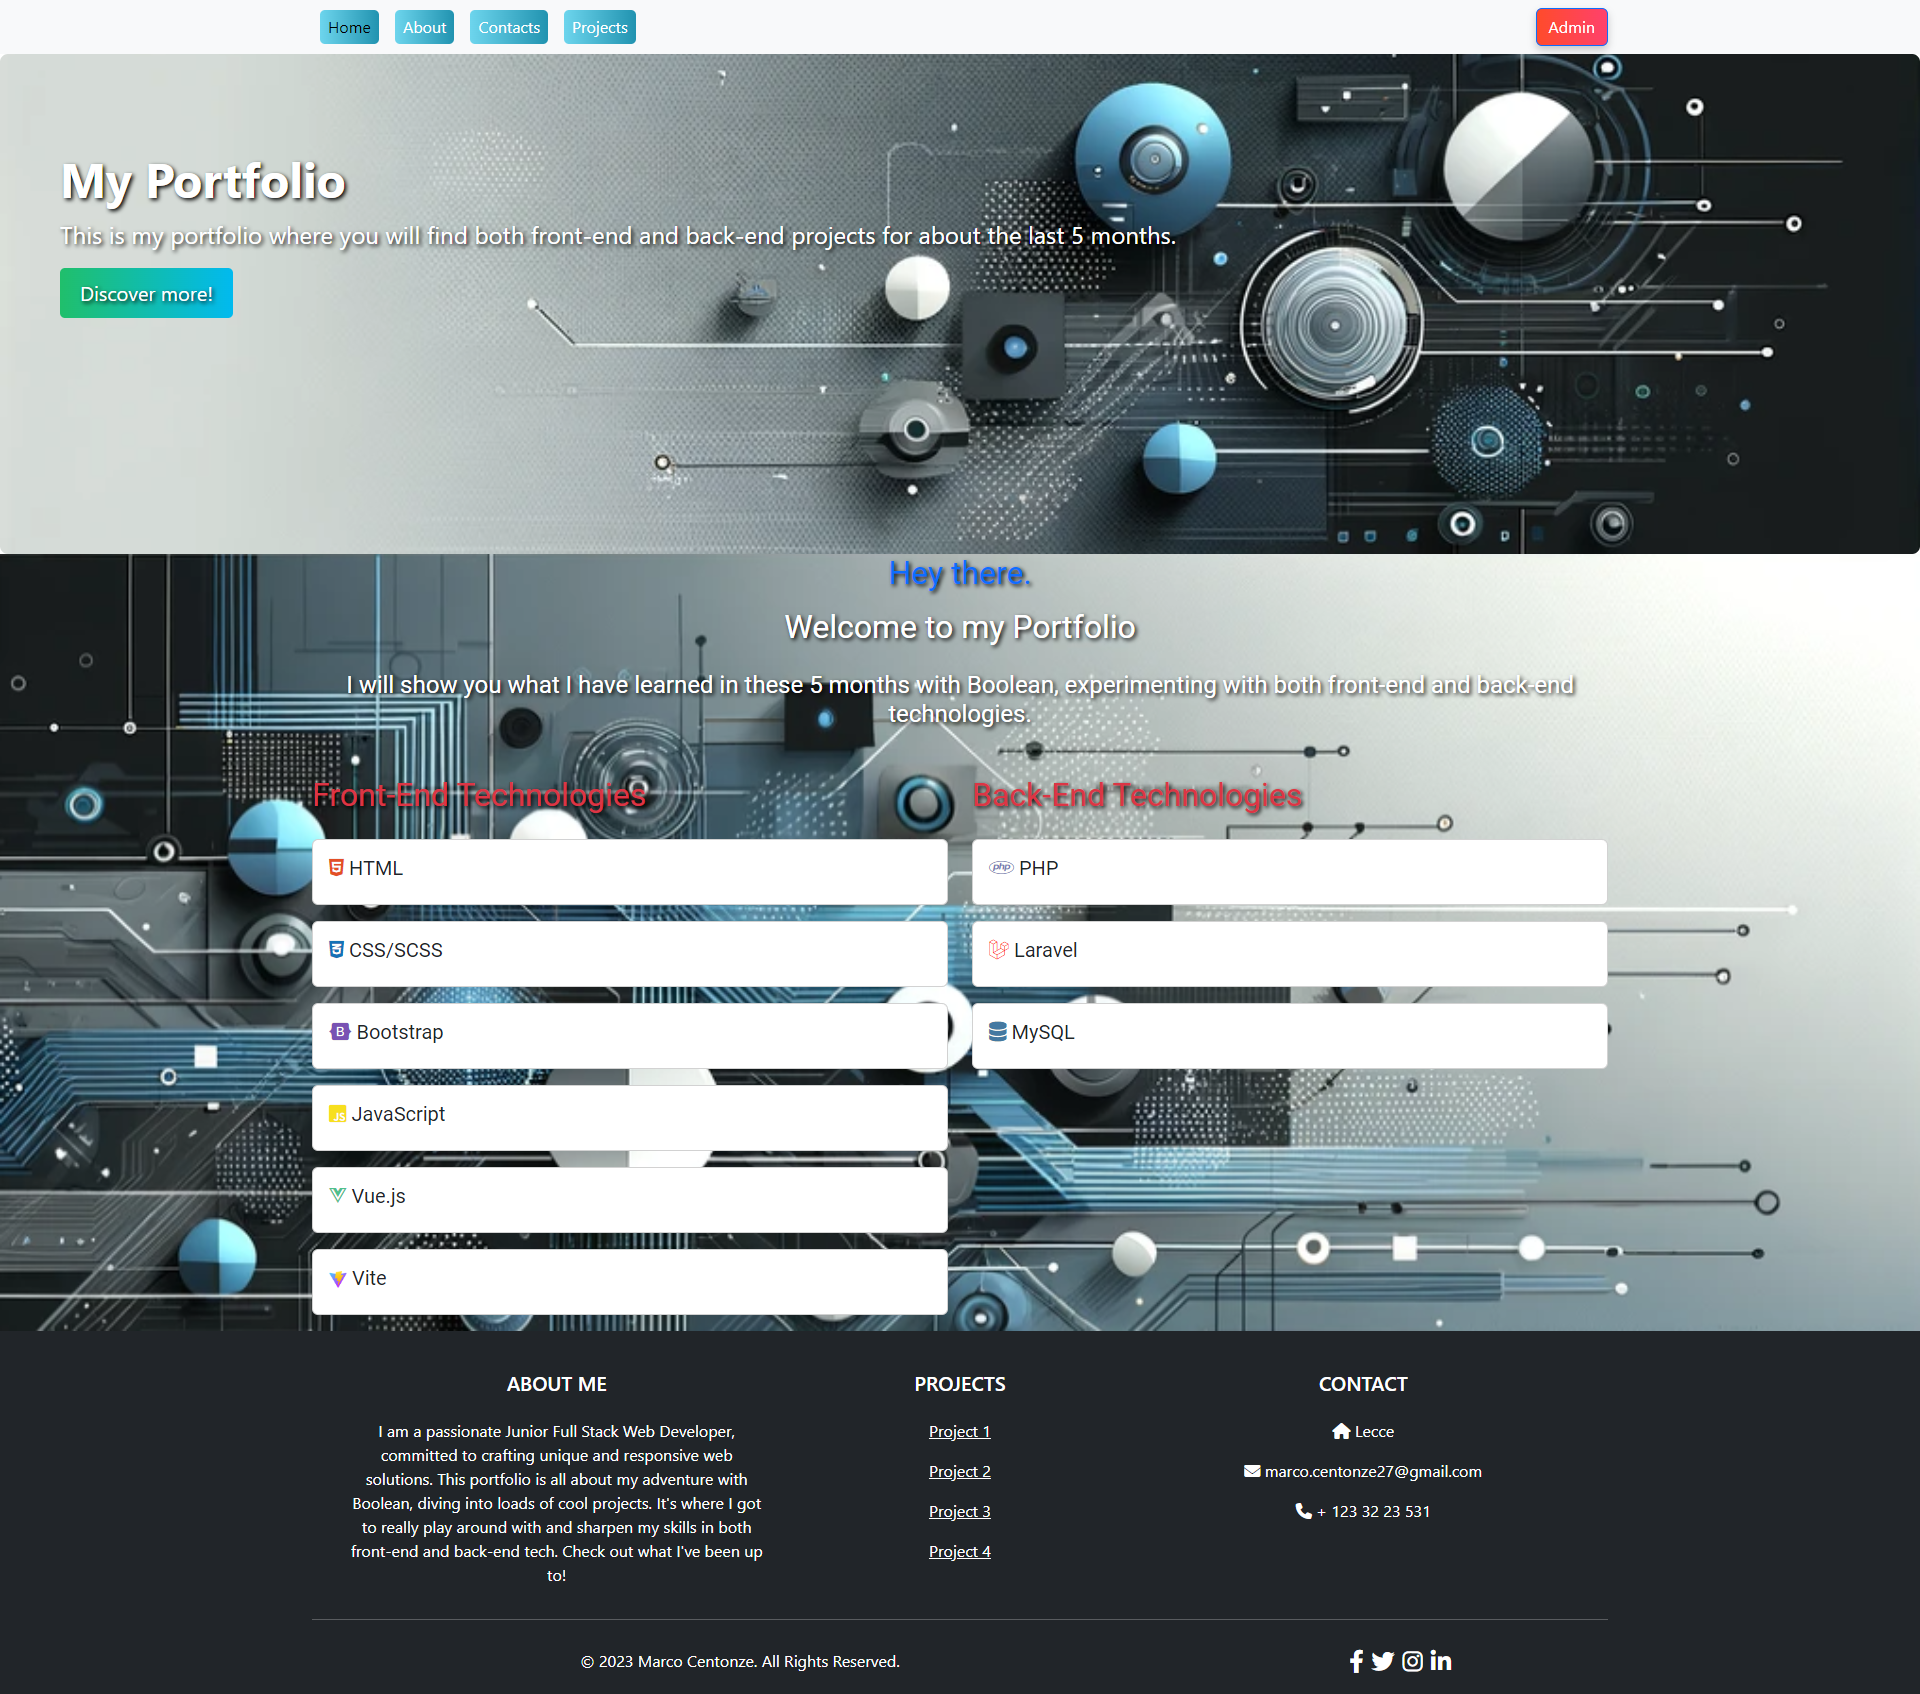 Home About Contacts Projects Admin
My Portfolio
This is my portfolio where you will find both front-end and back-end projects for about the last 5 months.
Discover more!
Hey there.
Welcome to my Portfolio
I will show you what I have learned in these 5 months with Boolean, experimenting with both front-end and back-end
technologies.
Front-End Technologies
HTML
CSS/SCSS
B Bootstrap
JS JavaScript
Vue.js
Vite
Back-End Technologies
php PHP
Laravel
MySQL
ABOUT ME
I am a passionate Junior Full Stack Web Developer,
committed to crafting unique and responsive web
solutions. This portfolio is all about my adventure with
Boolean, diving into loads of cool projects. It's where I got
to really play around with and sharpen my skills in both
front-end and back-end tech. Check out what I've been up
to!
PROJECTS
Project 1
Project 2
Project 3
Project 4
CONTACT
Lecce
marco.centonze27@gmail.com
+ 123 32 23 531
© 2023 Marco Centonze. All Rights Reserved.